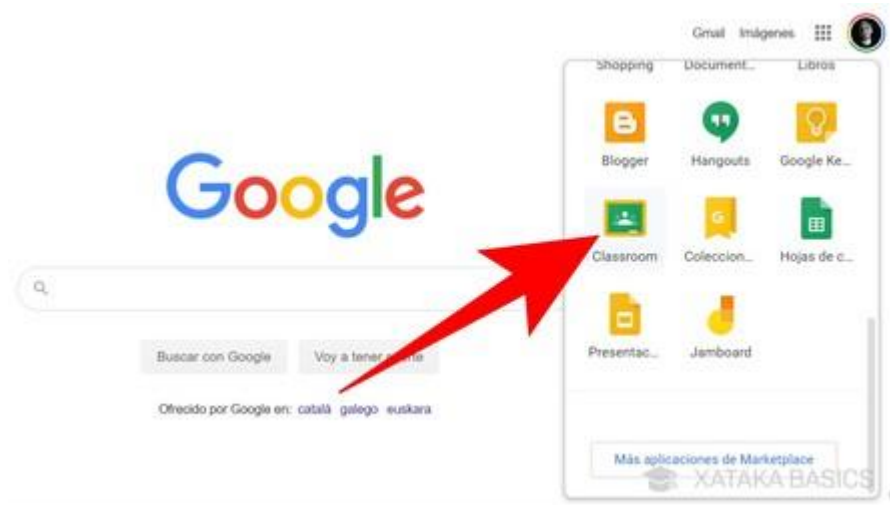 Gmail Imágenes
Shopping Document... Libros
Blogger Hangouts Google Ke...
Google
Classroom Coleccion... Hojas de c...
Presentac... Jamboard
Buscar con Google Voy a tener
Ofrecido por Google en: català galego euskara
Más aplicaciones de Marketplace
XATAKA BASICS